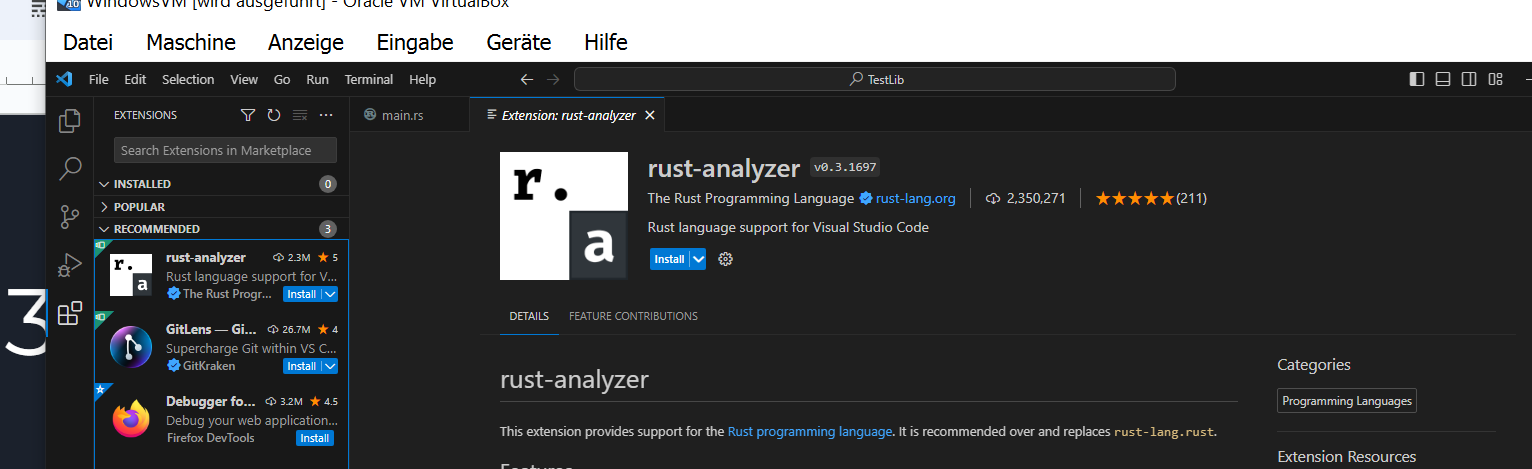 WindowsVM [wird ausgeführt] - Oracle VM VirtualBox
Datei Maschine Anzeige Eingabe Geräte Hilfe
File Edit Selection View Go Run Terminal Help
TestLib
EXTENSIONS
Search Extensions in Marketplace
INSTALLED 0
POPULAR
RECOMMENDED 3
rust-analyzer 2.3M 5
Rust language support for V...
The Rust Progr... Install
GitLens — Gi... 26.7M 4
Supercharge Git within VS C...
GitKraken Install
Debugger fo... 3.2M 4.5
Debug your web application...
Firefox DevTools Install
main.rs Extension: rust-analyzer
r.
a
rust-analyzer v0.3.1697
The Rust Programming Language rust-lang.org 2,350,271 (211)
Rust language support for Visual Studio Code
Install
DETAILS FEATURE CONTRIBUTIONS
rust-analyzer
This extension provides support for the Rust programming language. It is recommended over and replaces rust-lang.rust.
Features
Categories
Programming Languages
Extension Resources
3